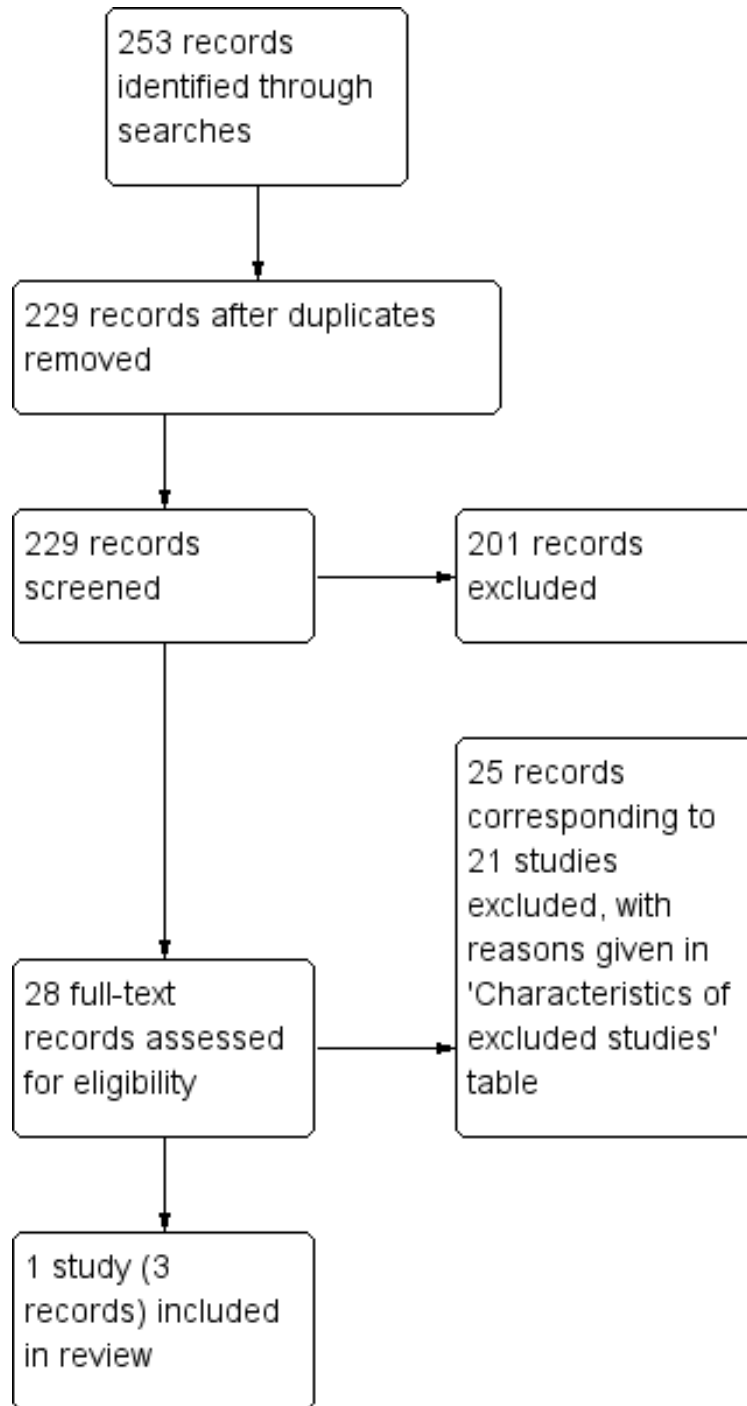 253 records
identified through
searches
229 records after duplicates
removed
229 records
screened
201 records
excluded
25 records
corresponding to
21 studies
excluded, with
reasons given in
'Characteristics of
excluded studies'
table
28 full-text
records assessed
for eligibility
1 study (3
records) included
in review